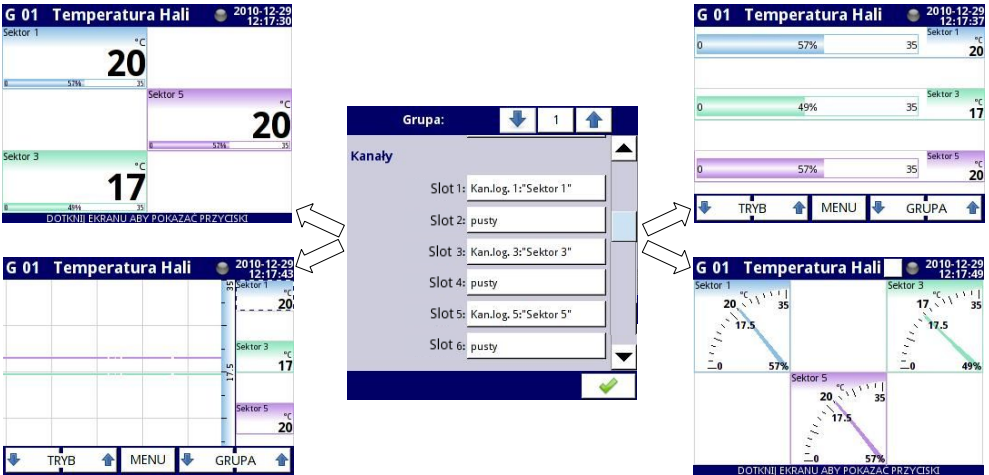 G 01 Temperatura Hali 2010-12-29
12:17:30
Sektor 1
°C
20
0 57% 35
Sektor 5
°C
20
0 57% 35
Sektor 3
°C
17
0 49% 35
DOTKNIJ EKRANU ABY POKAZAĆ PRZYCISKI
G 01 Temperatura Hali 2010-12-29
12:17:37
Sektor 1
0 57% 35 °C
20
Sektor 3
0 49% 35 °C
17
Sektor 5
0 57% 35 °C
20
TRYB MENU GRUPA
Grupa: 1
Kanały
Slot 1: Kan.log. 1:"Sektor 1"
Slot 2: pusty
Slot 3: Kan.log. 3:"Sektor 3"
Slot 4: pusty
Slot 5: Kan.log. 5:"Sektor 5"
Slot 6: pusty
G 01 Temperatura Hali 2010-12-29
12:17:43
35 Sektor 1
°C
20
Sektor 3
°C
17.5 17
Sektor 5
°C
20
TRYB MENU GRUPA
G 01 Temperatura Hali 2010-12-29
12:17:49
Sektor 1
20 °C 35
17.5
0 57%
Sektor 3
17 °C 35
17.5
0 49%
Sektor 5
20 °C 35
17.5
0 57%
DOTKNIJ EKRANU ABY POKAZAĆ PRZYCISKI